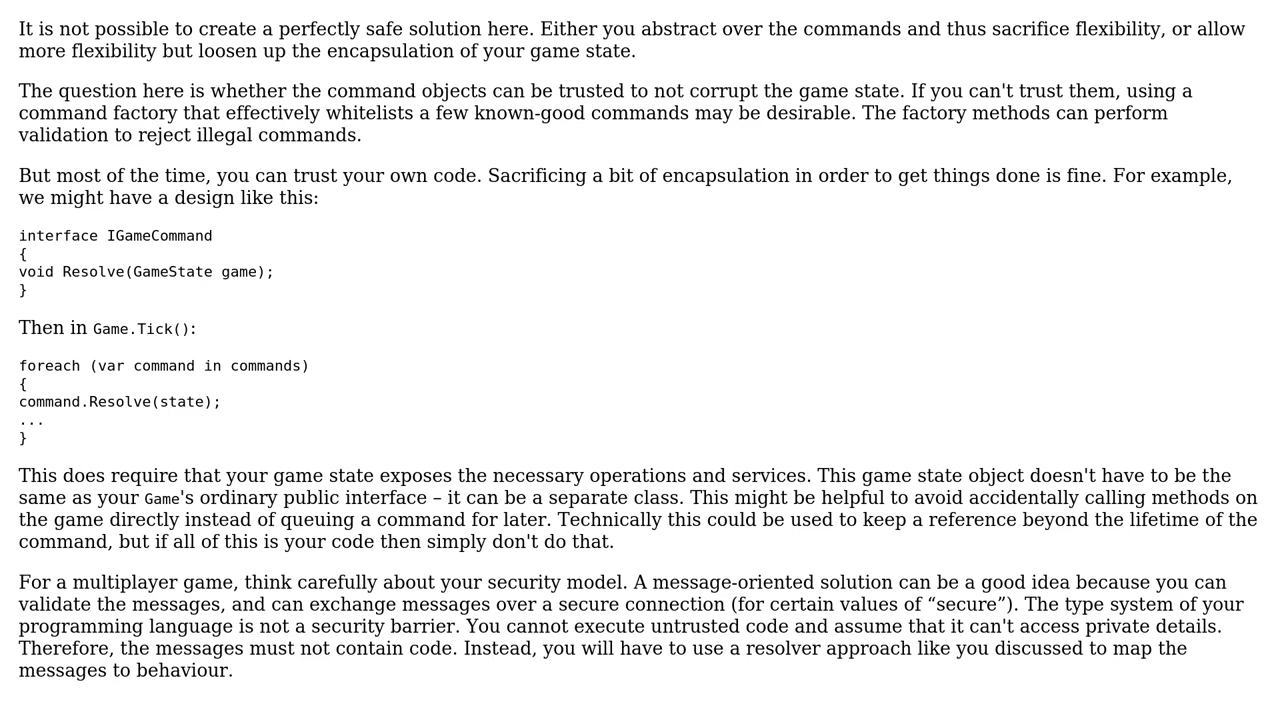 It is not possible to create a perfectly safe solution here. Either you abstract over the commands and thus sacrifice flexibility, or allow
more flexibility but loosen up the encapsulation of your game state.
The question here is whether the command objects can be trusted to not corrupt the game state. If you can't trust them, using a
command factory that effectively whitelists a few known-good commands may be desirable. The factory methods can perform
validation to reject illegal commands.
But most of the time, you can trust your own code. Sacrificing a bit of encapsulation in order to get things done is fine. For example,
we might have a design like this:
interface IGameCommand
{
void Resolve(GameState game);
}
Then in Game.Tick():
foreach (var command in commands)
{
command.Resolve(state);
...
}
This does require that your game state exposes the necessary operations and services. This game state object doesn't have to be the
same as your Game's ordinary public interface – it can be a separate class. This might be helpful to avoid accidentally calling methods on
the game directly instead of queuing a command for later. Technically this could be used to keep a reference beyond the lifetime of the
command, but if all of this is your code then simply don't do that.
For a multiplayer game, think carefully about your security model. A message-oriented solution can be a good idea because you can
validate the messages, and can exchange messages over a secure connection (for certain values of “secure”). The type system of your
programming language is not a security barrier. You cannot execute untrusted code and assume that it can't access private details.
Therefore, the messages must not contain code. Instead, you will have to use a resolver approach like you discussed to map the
messages to behaviour.